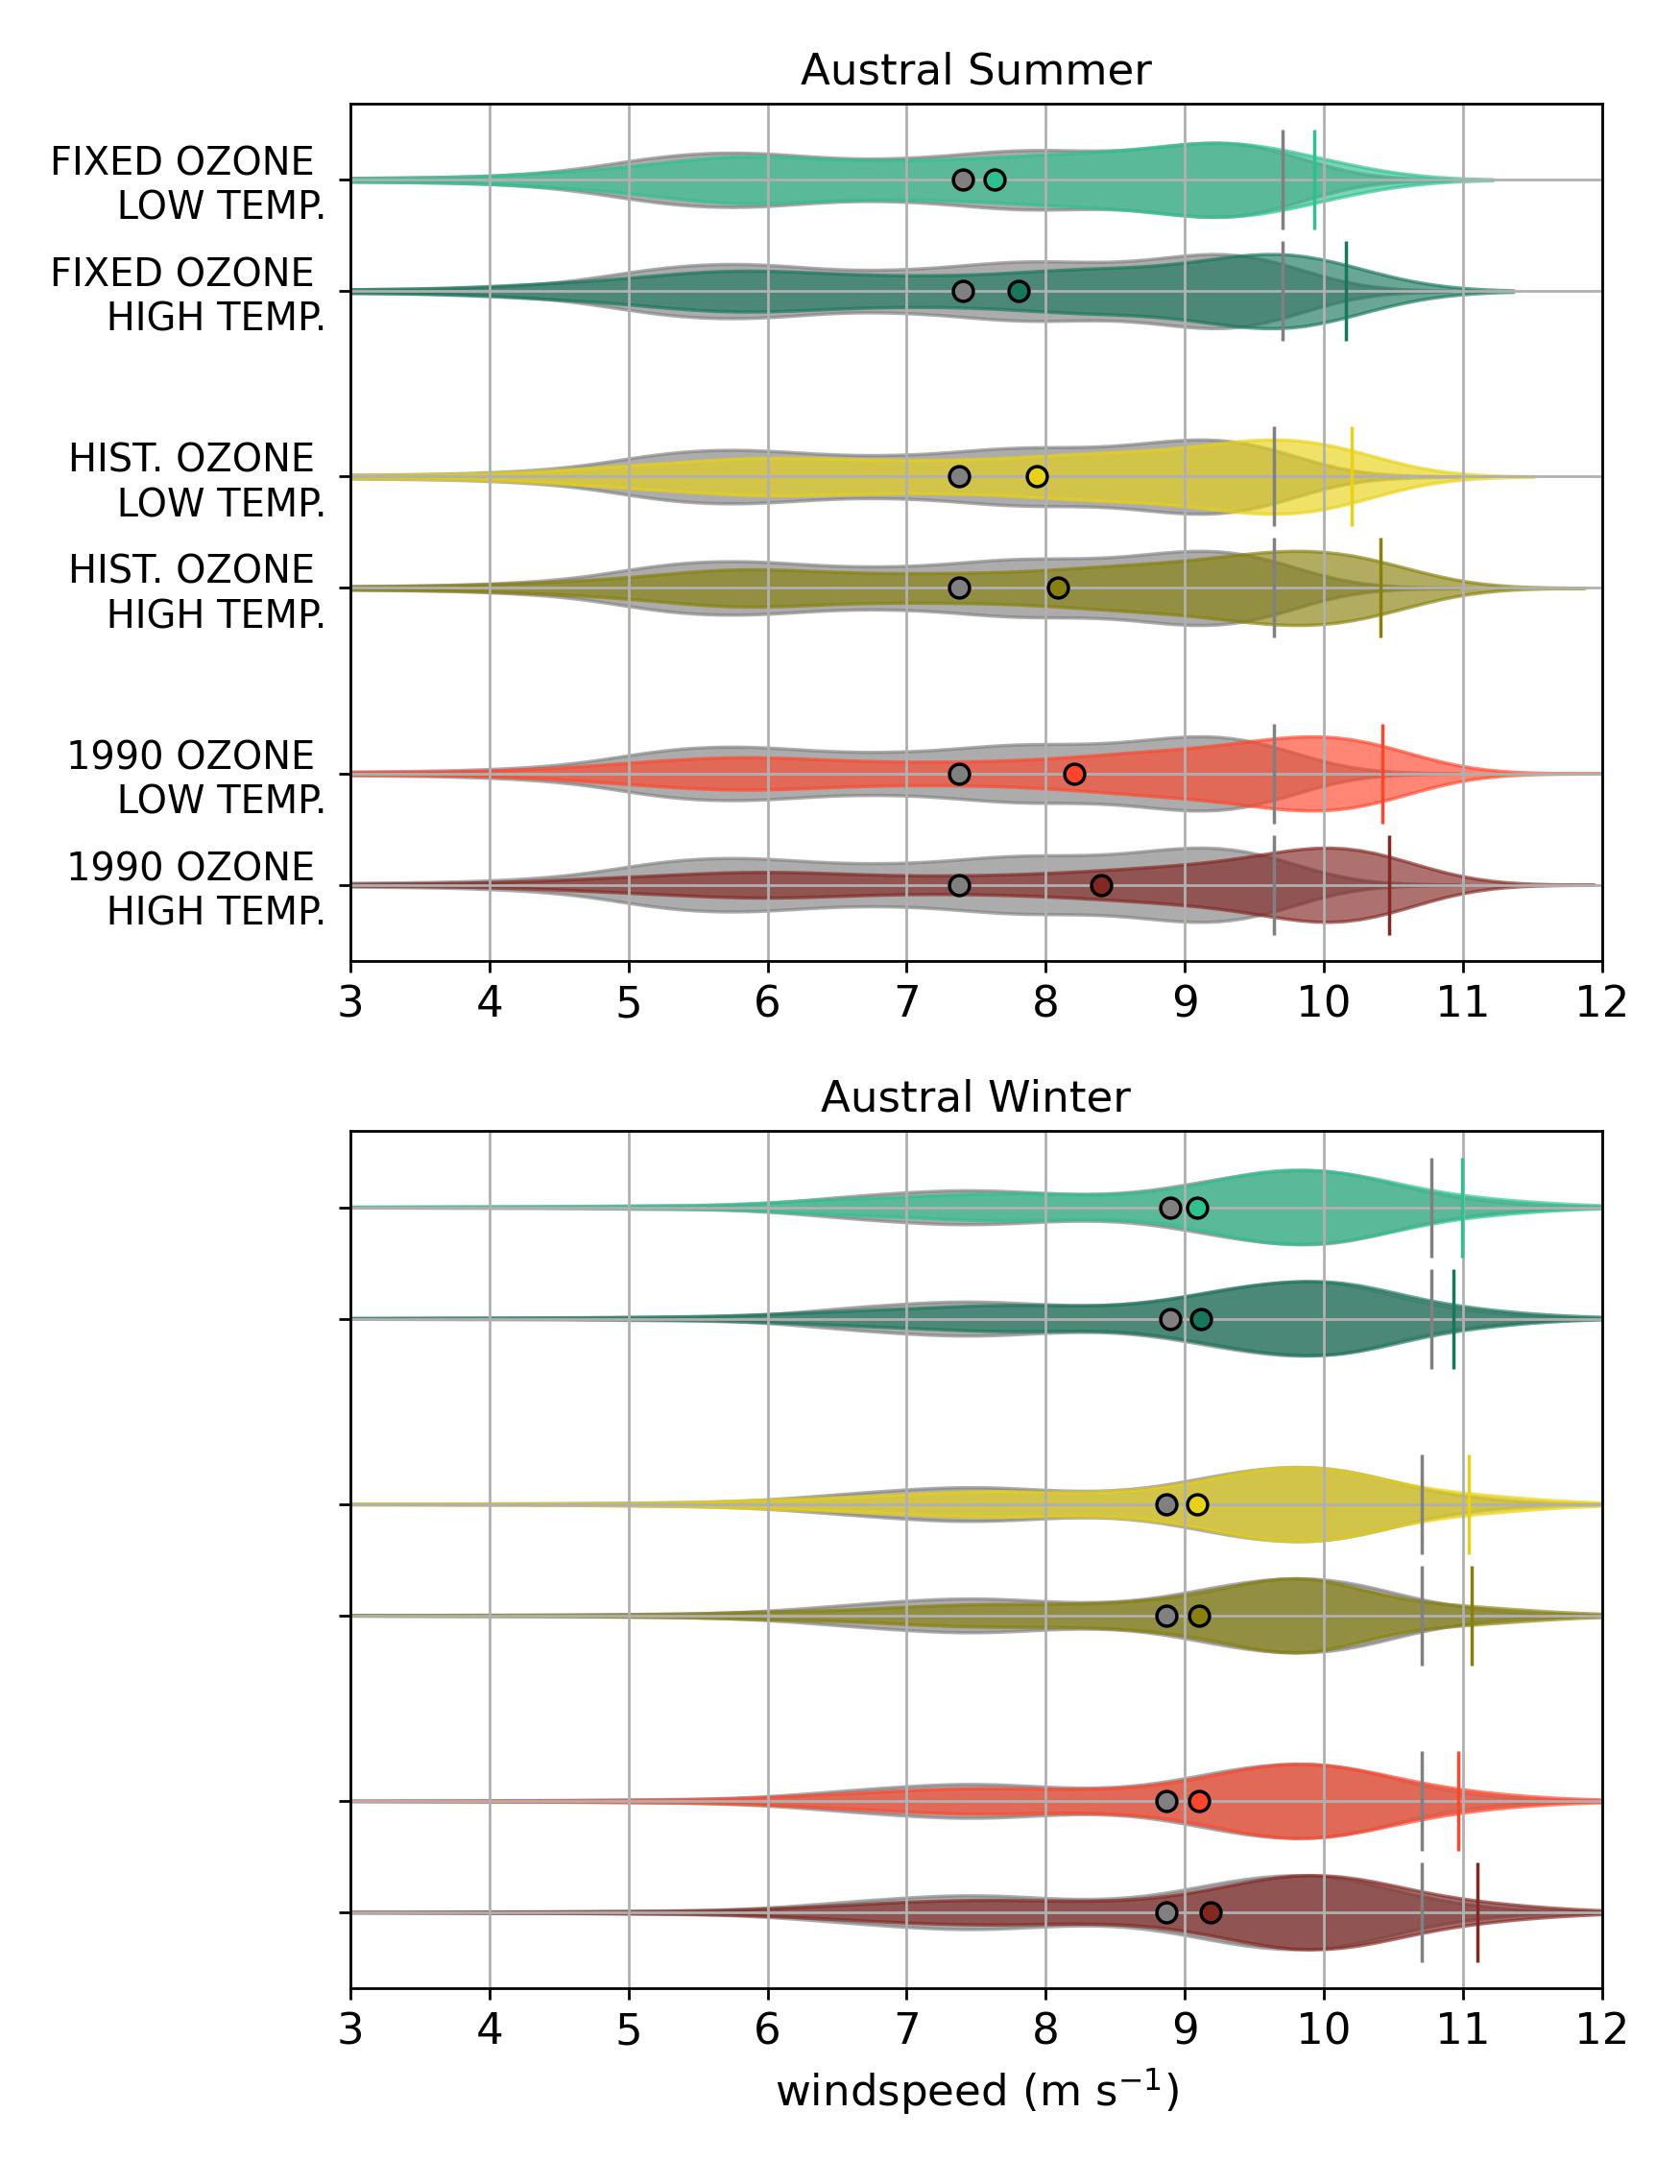 Austral Summer
FIXED OZONE
LOW TEMP.
FIXED OZONE
HIGH TEMP.
HIST. OZONE
LOW TEMP.
HIST. OZONE
HIGH TEMP.
1990 OZONE
LOW TEMP.
1990 OZONE
HIGH TEMP.
3 4 5 6 7 8 9 10 11 12
Austral Winter
3 4 5 6 7 8 9 10 11 12
windspeed (m s⁻¹)